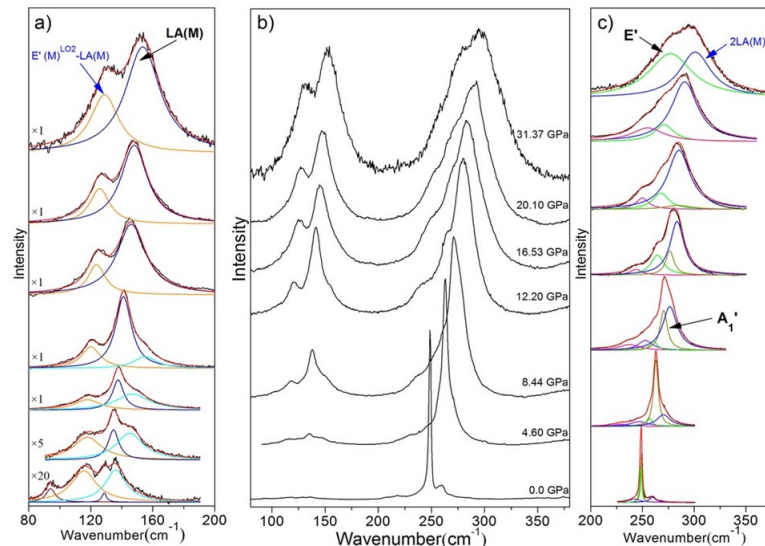 a)
E' (M)^LO2-LA(M)
LA(M)
×1
×1
×1
×1
×1
×5
×20
Intensity
80 120 160 200
Wavenumber(cm⁻¹)
b)
31.37 GPa
20.10 GPa
16.53 GPa
12.20 GPa
8.44 GPa
4.60 GPa
0.0 GPa
Intensity
100 150 200 250 300 350
Wavenumber(cm⁻¹)
c)
E'
2LA(M)
A₁'
Intensity
200 250 300 350
Wavenumber(cm⁻¹)